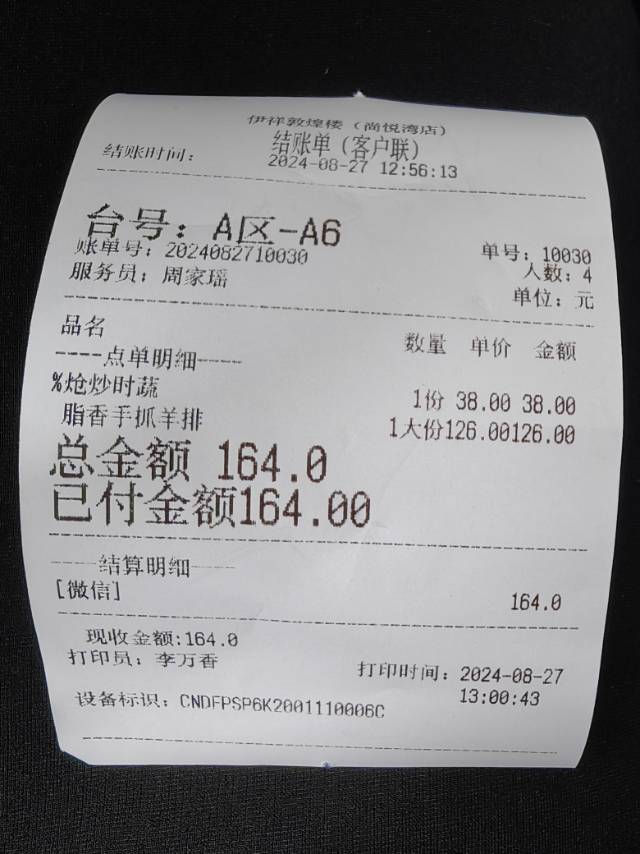 伊祥敦煌楼（尚悦湾店）
结账单（客户联）
结账时间： 2024-08-27 12:56:13
台号： A区-A6
账单号：2024082710030 单号：10030
服务员：周家瑶 人数：4
单位：元
品名 数量 单价 金额
----点单明细----
%炝炒时蔬 1份 38.00 38.00
脂香手抓羊排 1大份126.00126.00
总金额 164.0
已付金额164.00
----结算明细----
[微信] 164.0
现收金额:164.0
打印员：李万香 打印时间：2024-08-27
13:00:43
设备标识：CNDFPSP6K2001110006C